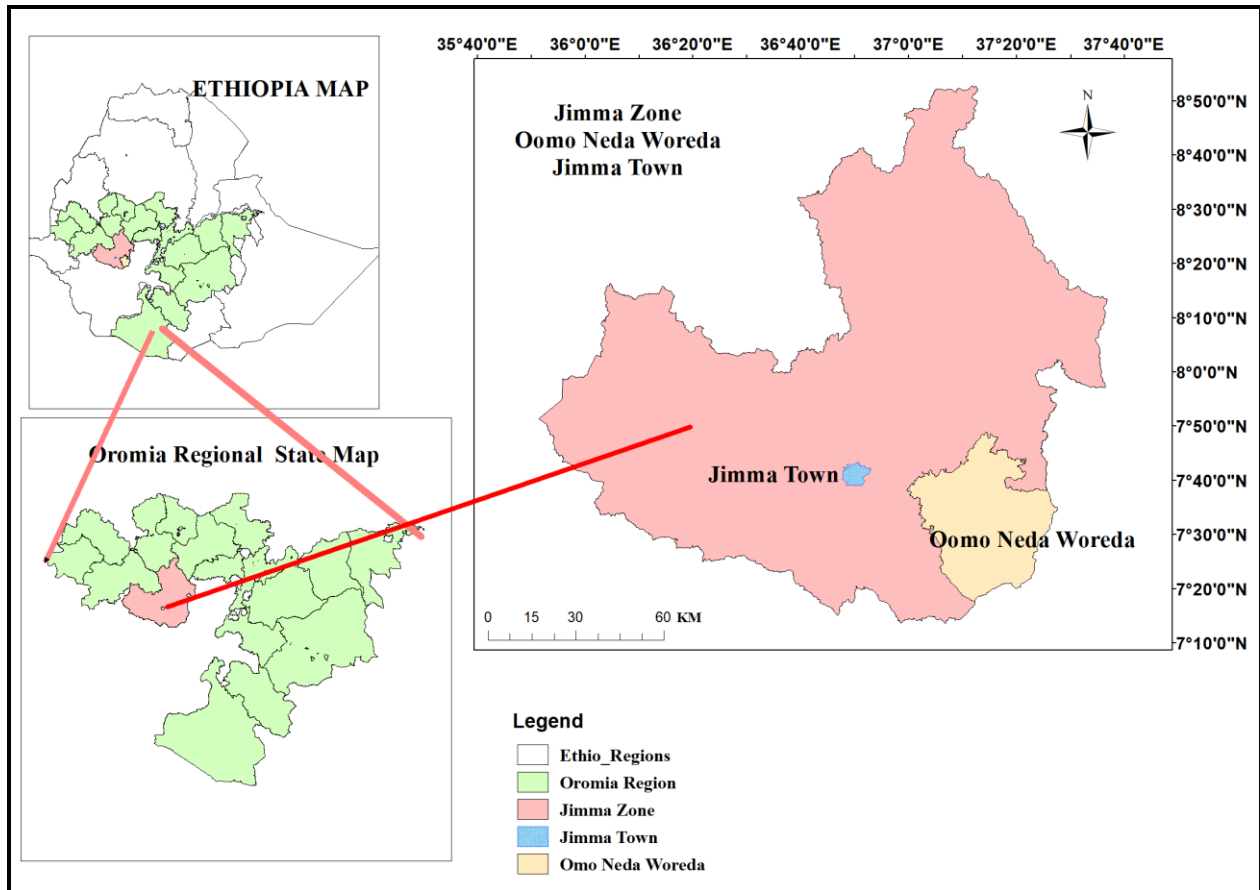 ETHIOPIA MAP
Oromia Regional State Map
35°40'0"E 36°0'0"E 36°20'0"E 36°40'0"E 37°0'0"E 37°20'0"E 37°40'0"E
Jimma Zone
Oomo Neda Woreda
Jimma Town
N
8°50'0"N
8°40'0"N
8°30'0"N
8°20'0"N
8°10'0"N
8°0'0"N
7°50'0"N
7°40'0"N
7°30'0"N
7°20'0"N
7°10'0"N
Jimma Town
Oomo Neda Woreda
0 15 30 60 KM
Legend
Ethio_Regions
Oromia Region
Jimma Zone
Jimma Town
Omo Neda Woreda